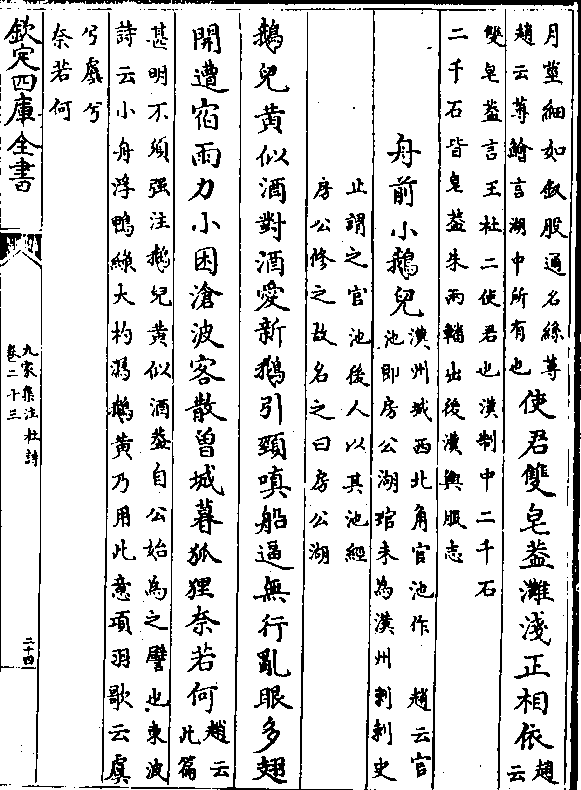 月莖細如釵股通名絲蓴
趙云蓴鱠言湖中所有也
使君雙皂蓋灘淺正相依
趙
云
雙皂蓋言王杜二使君也漢制中二千石
二千石皆皂蓋朱兩轓出後漢輿服志
舟前小鵝兒
漢州城西北角官池作　趙云官
池即房公湖琯来為漢州刺刺史
止謂之官池後人以其池經
房公修之故名之曰房公湖
鵝兒黃似酒對酒愛新鵝引頸嗔船逼無行亂眼多翅
開遭宿雨力小困滄波客散曾城暮狐狸奈若何
趙云
此篇
甚明不須强注鵝兒黃似酒蓋自公始為之譬也東坡
詩云小舟浮鴨綠大杓瀉鵝黃乃用此意項羽歌云虞
兮虞兮
奈若何
欽定四庫全書
九家集注杜詩
卷二十三
二十四